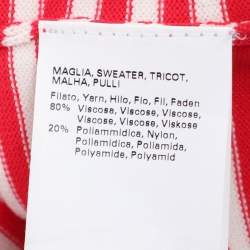 MAGLIA, SWEATER, TRICOT,
MALHA, PULLI
Filato, Yarn, Hilo, Fio, Fil, Faden
80% Viscosa, Viscose, Viscosa,
Viscose, Viscose, Viskose
20% Poliammidica, Nylon,
Poliamida, Poliamida,
Polyamide, Polyamid